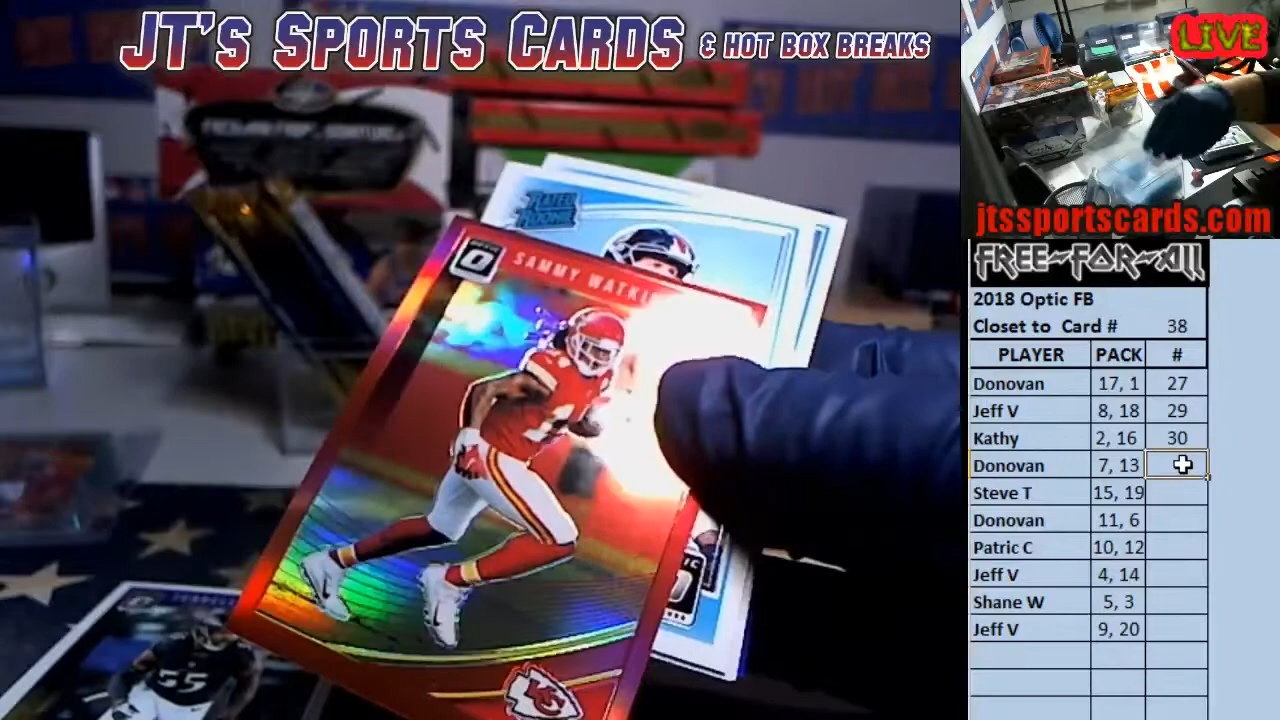 JT's Sports Cards & Hot Box Breaks
LIVE
jtssportscards.com
RATED
ROOKIE
OPTIC
SAMMY WATKI
55
FREE-FOR-ALL
2018 Optic FB
Closet to Card # 38
PLAYER PACK #
Donovan 17, 1 27
Jeff V 8, 18 29
Kathy 2, 16 30
Donovan 7, 13
Steve T 15, 19
Donovan 11, 6
Patric C 10, 12
Jeff V 4, 14
Shane W 5, 3
Jeff V 9, 20